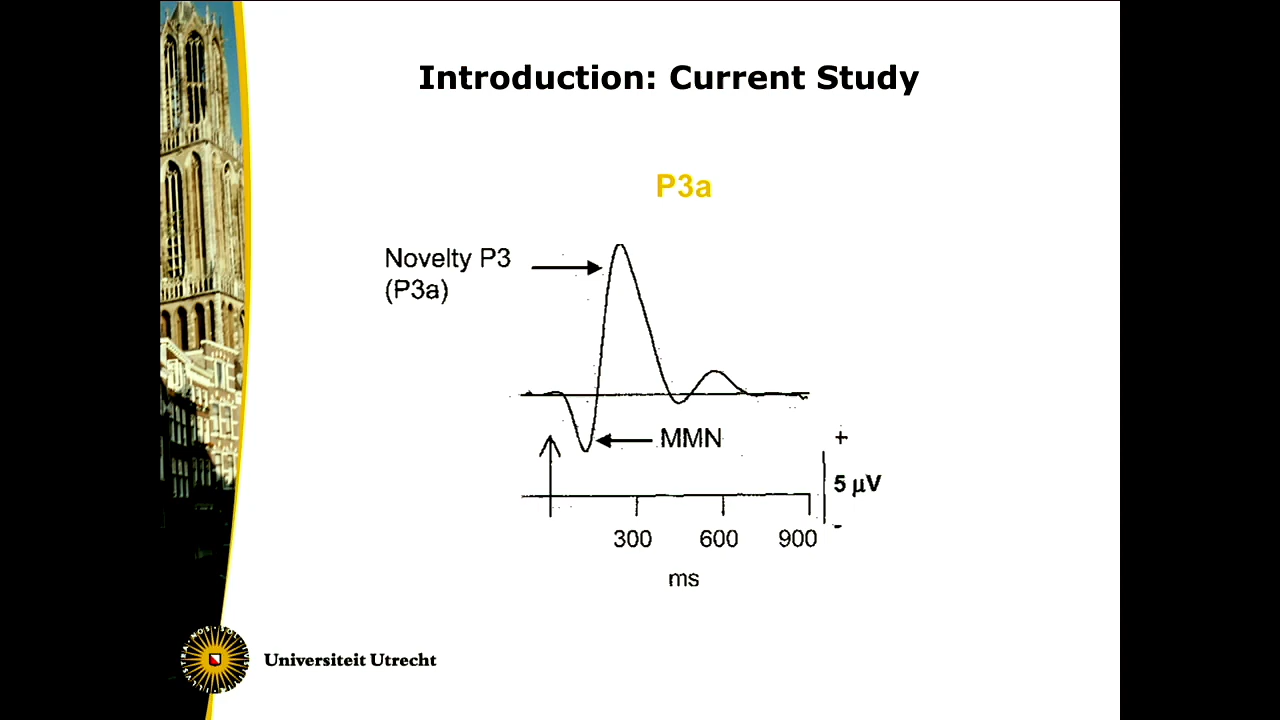 Introduction: Current Study
P3a
Novelty P3
(P3a)
MMN
+
5 µV
-
300 600 900
ms
Universiteit Utrecht